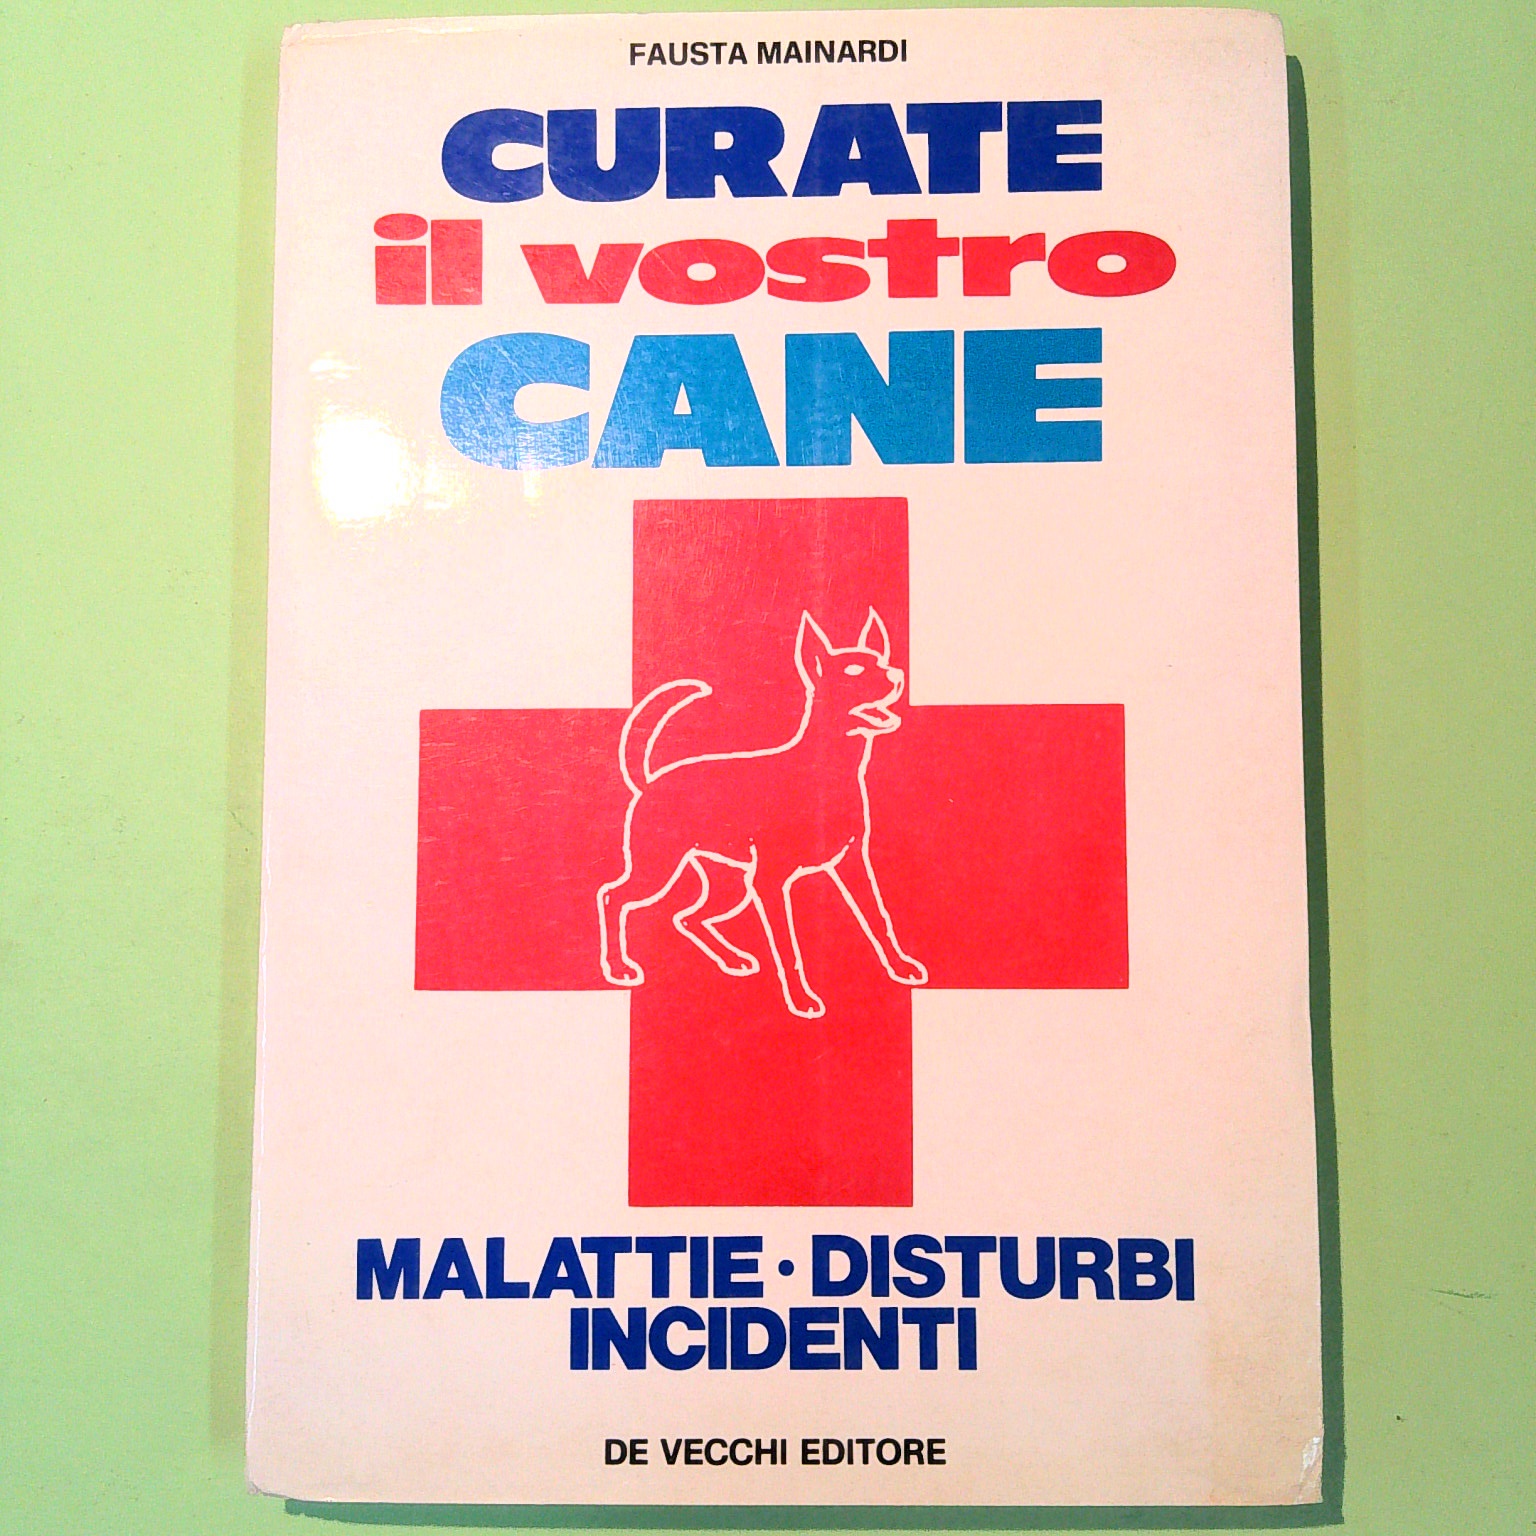 FAUSTA MAINARDI
CURATE
il vostro
CANE
MALATTIE · DISTURBI
INCIDENTI
DE VECCHI EDITORE